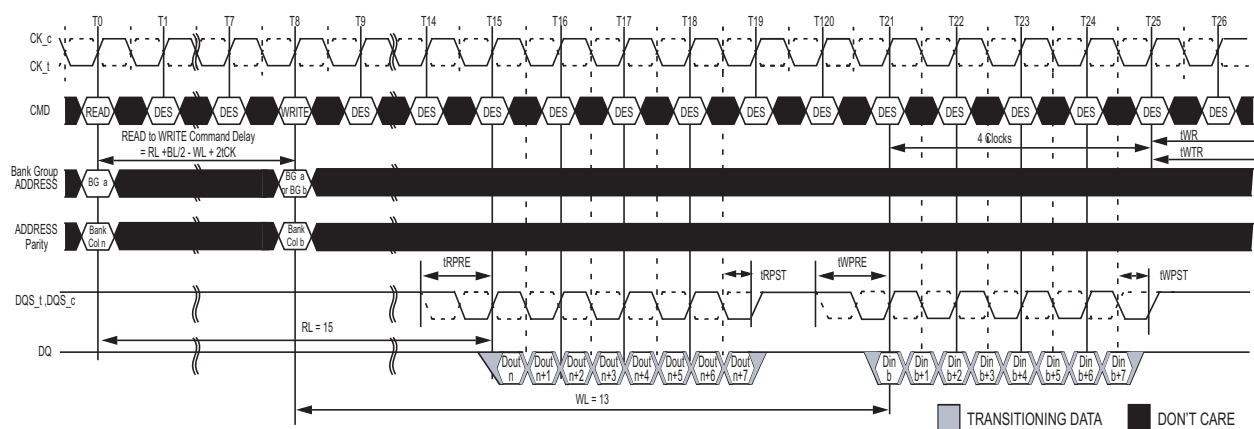 T0 T1 T7 T8 T9 T14 T15 T16 T17 T18 T19 T120 T21 T22 T23 T24 T25 T26
CK_c
CK_t
CMD READ DES DES WRITE DES DES DES DES DES DES DES DES DES DES DES DES DES DES
READ to WRITE Command Delay
= RL +BL/2 - WL + 2tCK
4 Clocks
tWR
tWTR
Bank Group
ADDRESS
BG a
BG a
or BG b
ADDRESS
Parity
Bank
Col n
Bank
Col b
tRPRE
tRPST
tWPRE
tWPST
DQS_t ,DQS_c
RL = 15
DQ
Dout
n
Dout
n+1
Dout
n+2
Dout
n+3
Dout
n+4
Dout
n+5
Dout
n+6
Dout
n+7
Din
b
Din
b+1
Din
b+2
Din
b+3
Din
b+4
Din
b+5
Din
b+6
Din
b+7
WL = 13
TRANSITIONING DATA
DON'T CARE